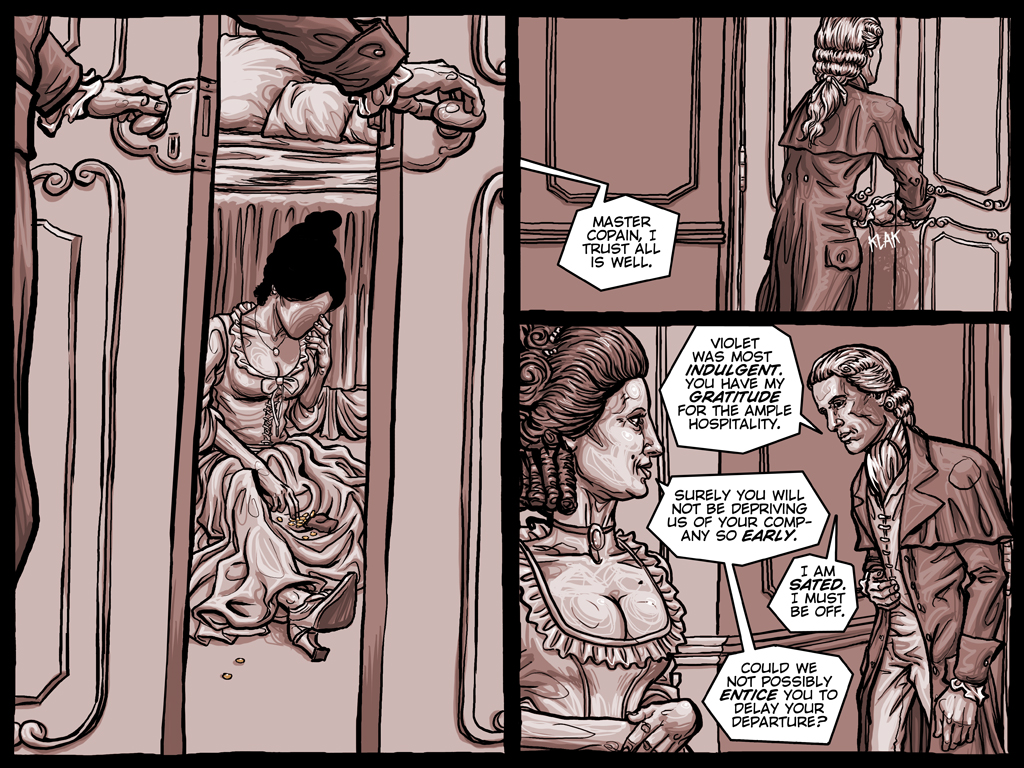 MASTER
COPAIN, I
TRUST ALL
IS WELL.
KLAK
VIOLET
WAS MOST
INDULGENT.
YOU HAVE MY
GRATITUDE
FOR THE AMPLE
HOSPITALITY.
SURELY YOU WILL
NOT BE DEPRIVING
US OF YOUR COMP-
ANY SO EARLY.
I AM
SATED.
I MUST
BE OFF.
COULD WE
NOT POSSIBLY
ENTICE YOU TO
DELAY YOUR
DEPARTURE?